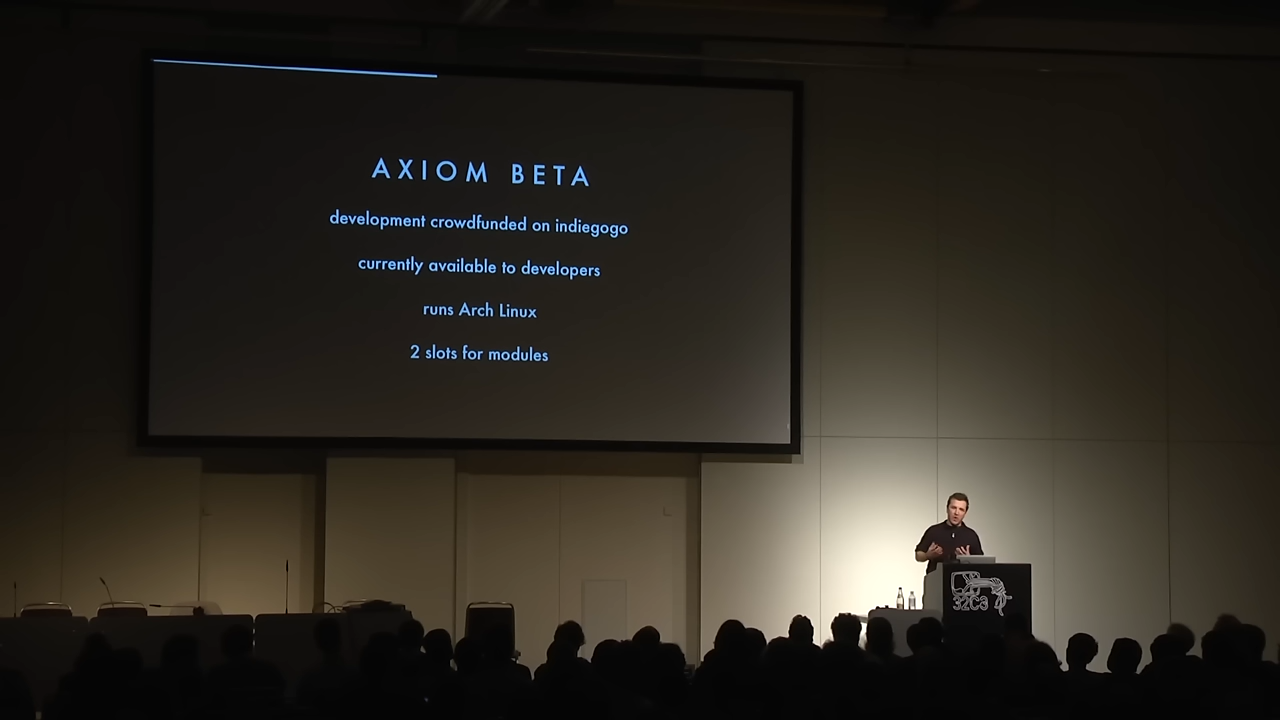 AXIOM BETA
development crowdfunded on indiegogo
currently available to developers
runs Arch Linux
2 slots for modules
32C3